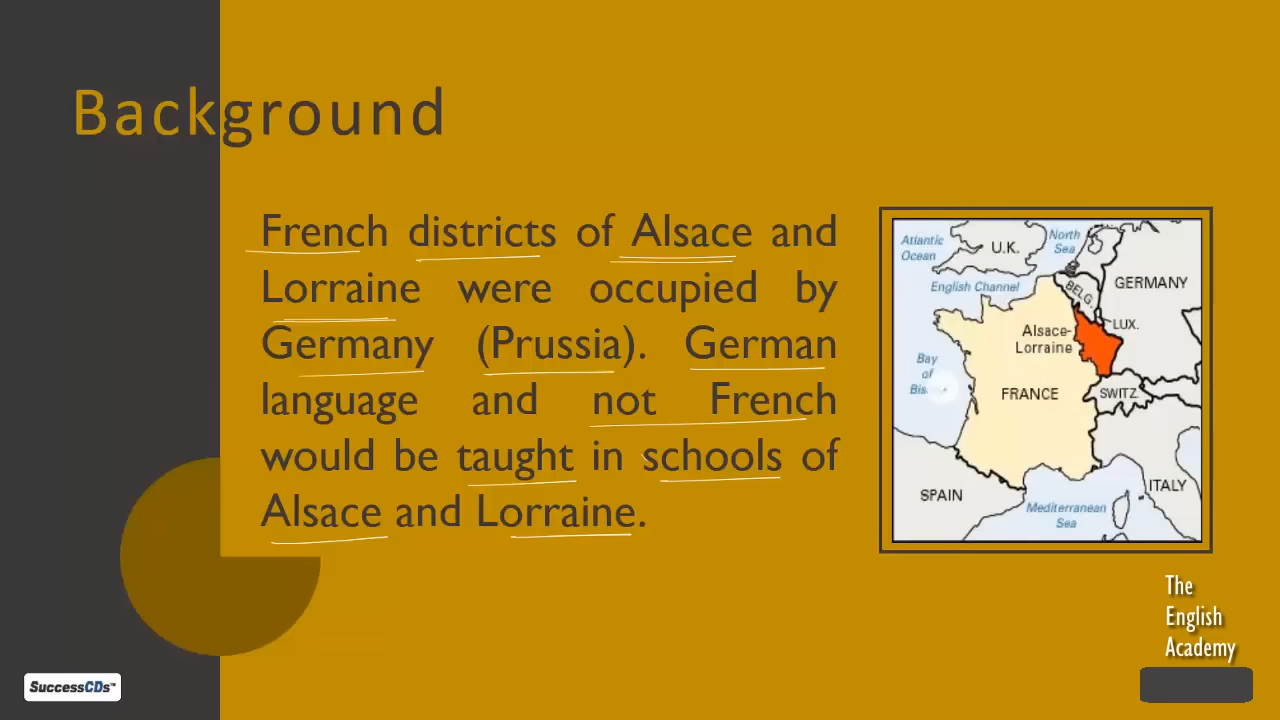 Background
French districts of Alsace and
Lorraine were occupied by
Germany (Prussia). German
language and not French
would be taught in schools of
Alsace and Lorraine.
Atlantic
Ocean
U.K.
North
Sea
English Channel
BELG.
GERMANY
LUX.
Alsace-
Lorraine
Bay
of
FRANCE
SWITZ.
SPAIN
Mediterranean
Sea
ITALY
The
English
Academy
SuccessCDs™